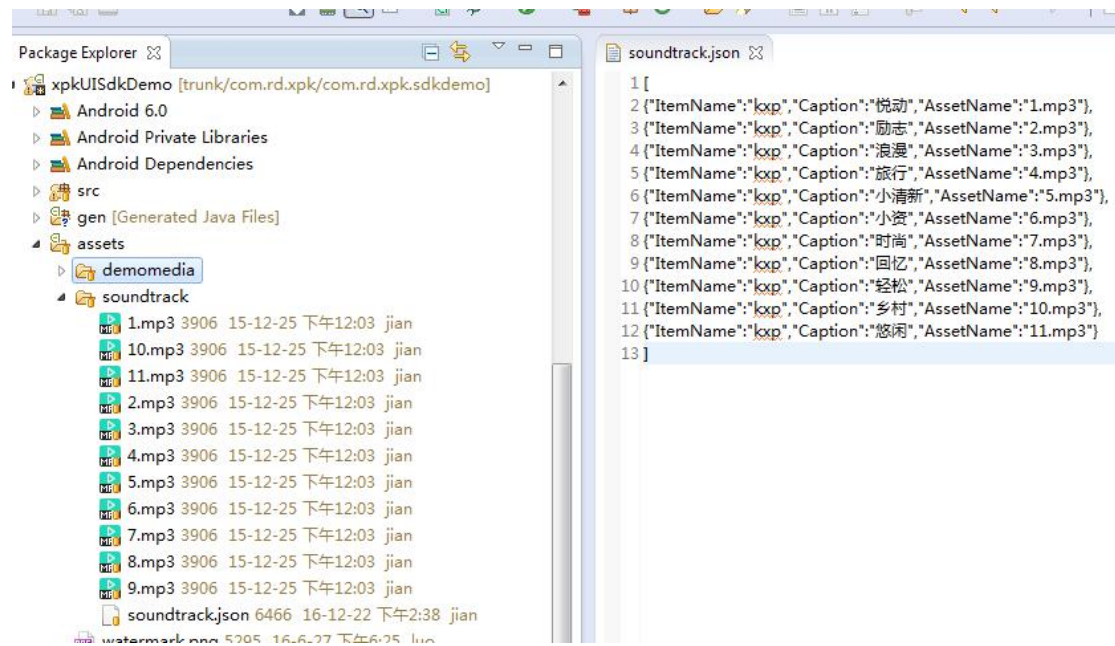 Package Explorer
xpkUISdkDemo [trunk/com.rd.xpk/com.rd.xpk.sdkdemo]
Android 6.0
Android Private Libraries
Android Dependencies
src
gen [Generated Java Files]
assets
demomedia
soundtrack
1.mp3 3906 15-12-25 下午12:03 jian
10.mp3 3906 15-12-25 下午12:03 jian
11.mp3 3906 15-12-25 下午12:03 jian
2.mp3 3906 15-12-25 下午12:03 jian
3.mp3 3906 15-12-25 下午12:03 jian
4.mp3 3906 15-12-25 下午12:03 jian
5.mp3 3906 15-12-25 下午12:03 jian
6.mp3 3906 15-12-25 下午12:03 jian
7.mp3 3906 15-12-25 下午12:03 jian
8.mp3 3906 15-12-25 下午12:03 jian
9.mp3 3906 15-12-25 下午12:03 jian
soundtrack.json 6466 16-12-22 下午2:38 jian
watermark.png 5295 16-6-27 下午6:25 luo
soundtrack.json
1 [
2 {"ItemName":"kxp","Caption":"悦动","AssetName":"1.mp3"},
3 {"ItemName":"kxp","Caption":"励志","AssetName":"2.mp3"},
4 {"ItemName":"kxp","Caption":"浪漫","AssetName":"3.mp3"},
5 {"ItemName":"kxp","Caption":"旅行","AssetName":"4.mp3"},
6 {"ItemName":"kxp","Caption":"小清新","AssetName":"5.mp3"},
7 {"ItemName":"kxp","Caption":"小资","AssetName":"6.mp3"},
8 {"ItemName":"kxp","Caption":"时尚","AssetName":"7.mp3"},
9 {"ItemName":"kxp","Caption":"回忆","AssetName":"8.mp3"},
10 {"ItemName":"kxp","Caption":"轻松","AssetName":"9.mp3"},
11 {"ItemName":"kxp","Caption":"乡村","AssetName":"10.mp3"},
12 {"ItemName":"kxp","Caption":"悠闲","AssetName":"11.mp3"}
13 ]